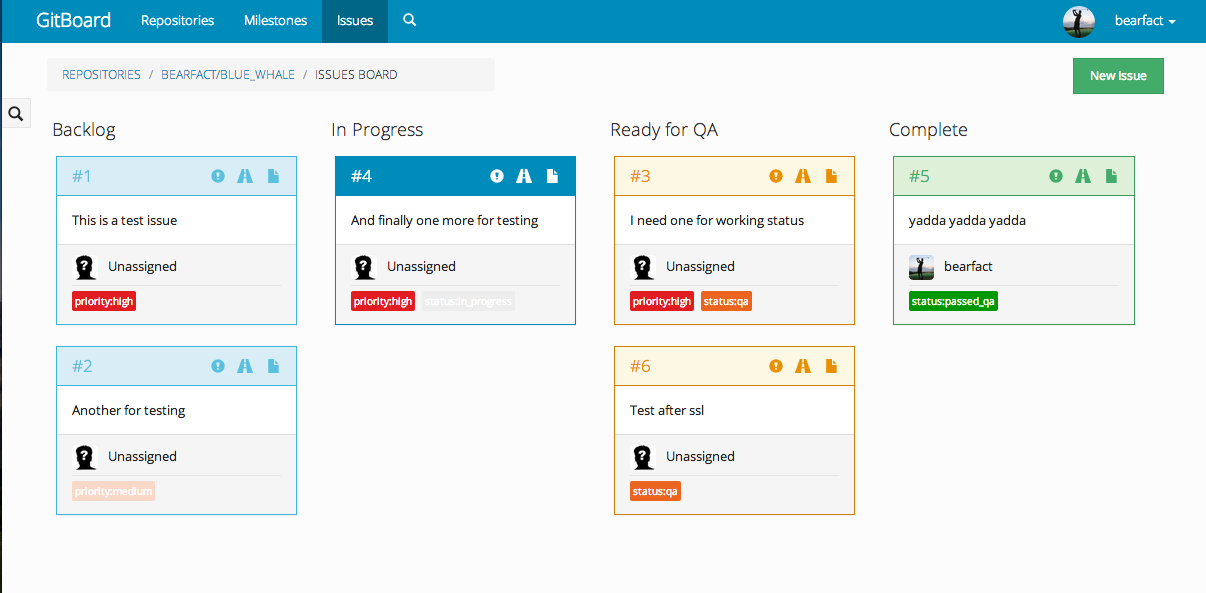 GitBoard Repositories Milestones Issues bearfact
REPOSITORIES / BEARFACT/BLUE_WHALE / ISSUES BOARD
New Issue
Backlog
#1
This is a test issue
Unassigned
priority:high
#2
Another for testing
Unassigned
priority:medium
In Progress
#4
And finally one more for testing
Unassigned
priority:high status:in_progress
Ready for QA
#3
I need one for working status
Unassigned
priority:high status:qa
#6
Test after ssl
Unassigned
status:qa
Complete
#5
yadda yadda yadda
bearfact
status:passed_qa